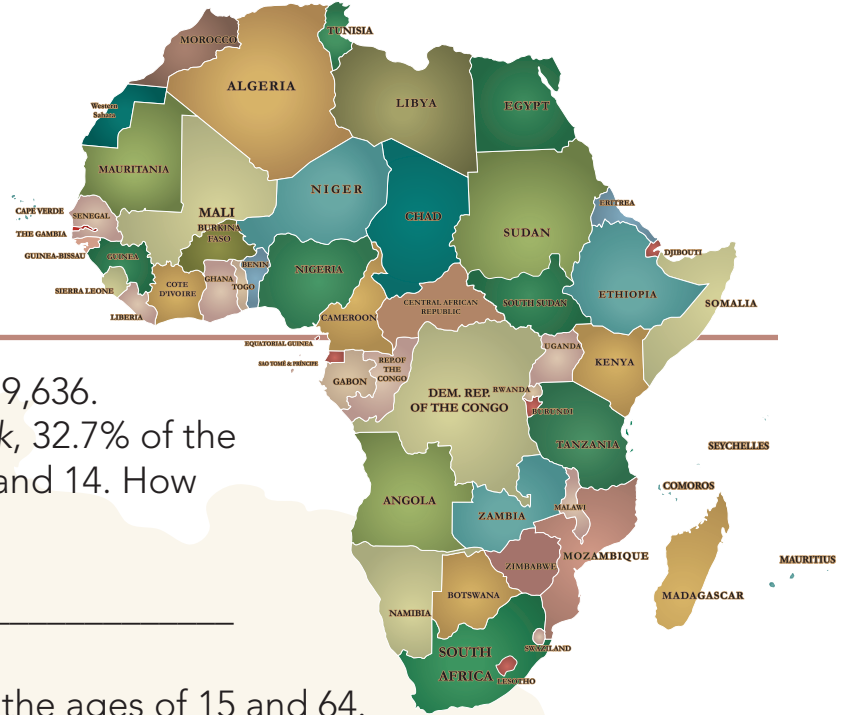 MOROCCO
TUNISIA
ALGERIA
LIBYA
EGYPT
Western
Sahara
MAURITANIA
MALI
NIGER
CHAD
SUDAN
ERITREA
CAPE VERDE
SENEGAL
THE GAMBIA
GUINEA-BISSAU
GUINEA
BURKINA
FASO
BENIN
NIGERIA
DJIBOUTI
SIERRA LEONE
COTE
D'IVOIRE
GHANA
TOGO
LIBERIA
CAMEROON
CENTRAL AFRICAN
REPUBLIC
SOUTH SUDAN
ETHIOPIA
SOMALIA
EQUATORIAL GUINEA
SAO TOMÉ & PRÍNCIPE
GABON
REP.OF
THE
CONGO
DEM. REP.
OF THE CONGO
UGANDA
KENYA
RWANDA
BURUNDI
TANZANIA
SEYCHELLES
COMOROS
ANGOLA
ZAMBIA
MALAWI
MOZAMBIQUE
ZIMBABWE
MADAGASCAR
MAURITIUS
NAMIBIA
BOTSWANA
SWAZILAND
SOUTH
AFRICA
LESOTHO
9,636.
k, 32.7% of the
and 14. How
the ages of 15 and 64.